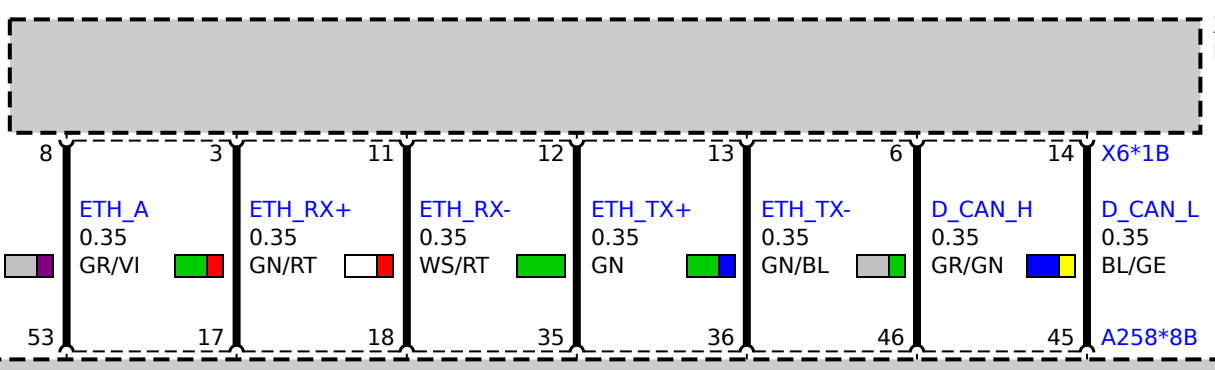 8 3 11 12 13 6 14 X6*1B
ETH_A ETH_RX+ ETH_RX- ETH_TX+ ETH_TX- D_CAN_H D_CAN_L
0.35 0.35 0.35 0.35 0.35 0.35 0.35
GR/VI GN/RT WS/RT GN GN/BL GR/GN BL/GE
53 17 18 35 36 46 45 A258*8B